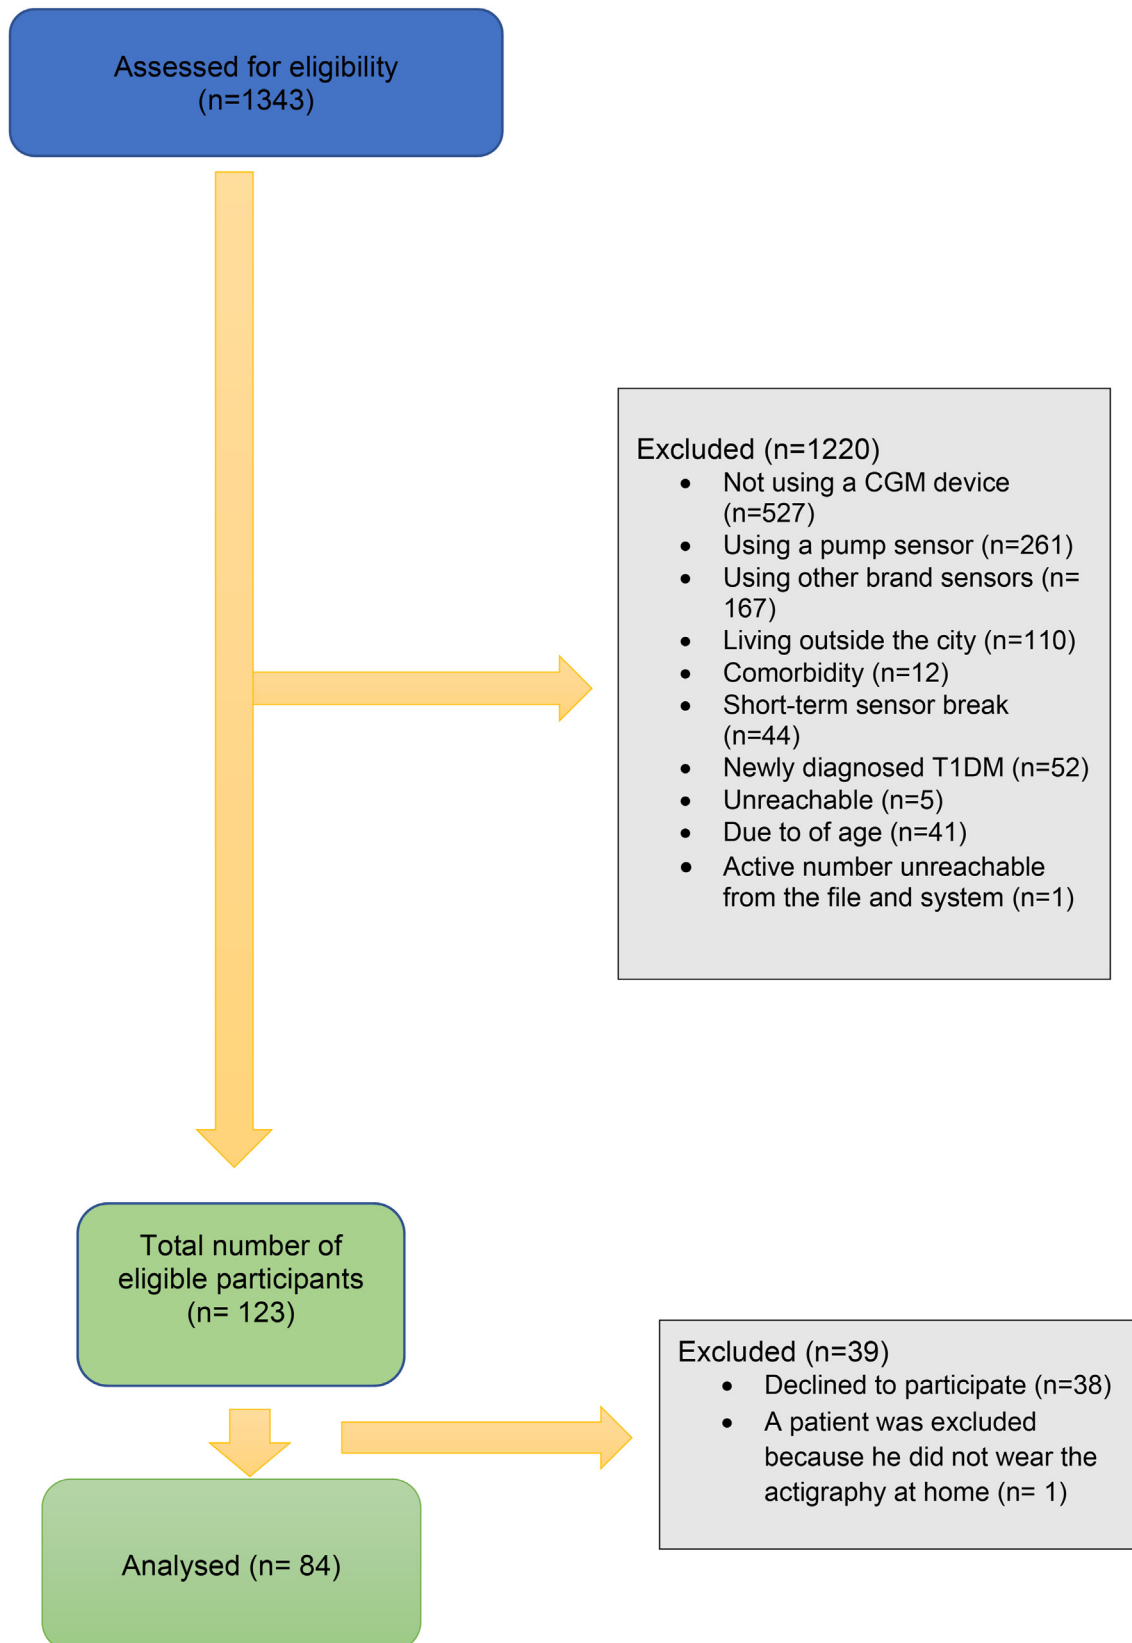 Assessed for eligibility
(n=1343)
Excluded (n=1220)
• Not using a CGM device
(n=527)
• Using a pump sensor (n=261)
• Using other brand sensors (n=
167)
• Living outside the city (n=110)
• Comorbidity (n=12)
• Short-term sensor break
(n=44)
• Newly diagnosed T1DM (n=52)
• Unreachable (n=5)
• Due to of age (n=41)
• Active number unreachable
from the file and system (n=1)
Total number of
eligible participants
(n= 123)
Excluded (n=39)
• Declined to participate (n=38)
• A patient was excluded
because he did not wear the
actigraphy at home (n= 1)
Analysed (n= 84)